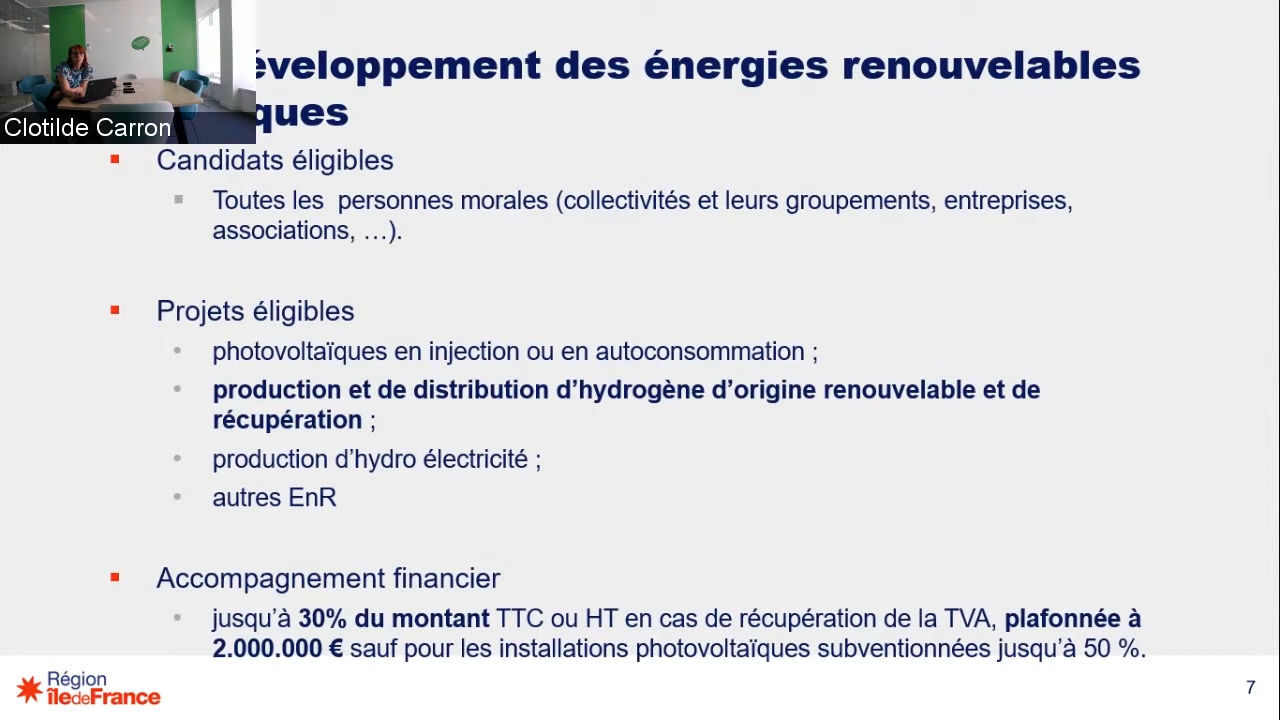 éveloppement des énergies renouvelables
ques
Clotilde Carron
Candidats éligibles
Toutes les personnes morales (collectivités et leurs groupements, entreprises,
associations, …).
Projets éligibles
photovoltaïques en injection ou en autoconsommation ;
production et de distribution d’hydrogène d’origine renouvelable et de
récupération ;
production d’hydro électricité ;
autres EnR
Accompagnement financier
jusqu’à 30% du montant TTC ou HT en cas de récupération de la TVA, plafonnée à
2.000.000 € sauf pour les installations photovoltaïques subventionnées jusqu’à 50 %.
Région
îledeFrance
7